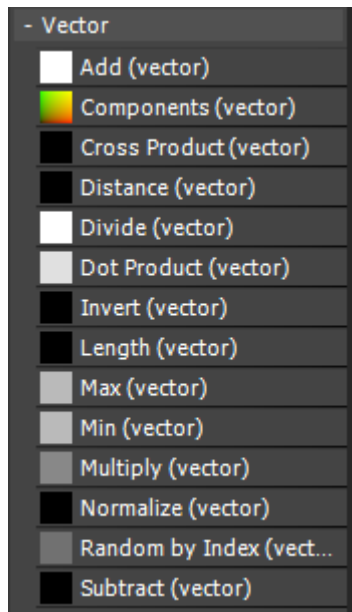 - Vector
Add (vector)
Components (vector)
Cross Product (vector)
Distance (vector)
Divide (vector)
Dot Product (vector)
Invert (vector)
Length (vector)
Max (vector)
Min (vector)
Multiply (vector)
Normalize (vector)
Random by Index (vect...
Subtract (vector)